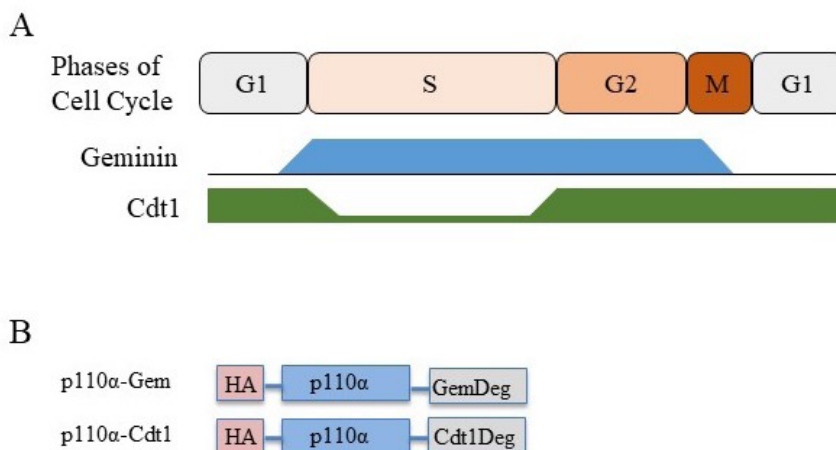 A
Phases of
Cell Cycle
G1 S G2 M G1
Geminin
Cdt1
B
p110α-Gem HA p110α GemDeg
p110α-Cdt1 HA p110α Cdt1Deg